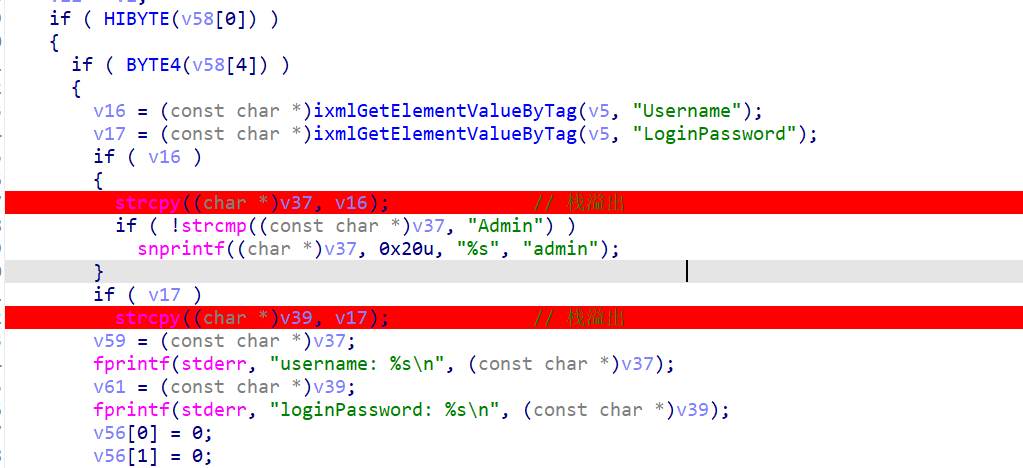 if ( HIBYTE(v58[0]) )
{
if ( BYTE4(v58[4]) )
{
v16 = (const char *)ixmlGetElementValueByTag(v5, "Username");
v17 = (const char *)ixmlGetElementValueByTag(v5, "LoginPassword");
if ( v16 )
{
strcpy((char *)v37, v16); // 栈溢出
if ( !strcmp((const char *)v37, "Admin") )
snprintf((char *)v37, 0x20u, "%s", "admin");
}
if ( v17 )
strcpy((char *)v39, v17); // 栈溢出
v59 = (const char *)v37;
fprintf(stderr, "username: %s\n", (const char *)v37);
v61 = (const char *)v39;
fprintf(stderr, "loginPassword: %s\n", (const char *)v39);
v56[0] = 0;
v56[1] = 0;